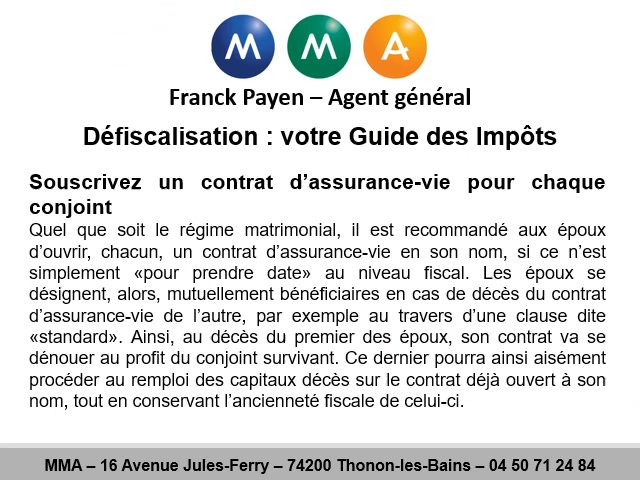 MMA
Franck Payen – Agent général
Défiscalisation : votre Guide des Impôts
Souscrivez un contrat d’assurance-vie pour chaque
conjoint
Quel que soit le régime matrimonial, il est recommandé aux époux
d’ouvrir, chacun, un contrat d’assurance-vie en son nom, si ce n’est
simplement «pour prendre date» au niveau fiscal. Les époux se
désignent, alors, mutuellement bénéficiaires en cas de décès du contrat
d’assurance-vie de l’autre, par exemple au travers d’une clause dite
«standard». Ainsi, au décès du premier des époux, son contrat va se
dénouer au profit du conjoint survivant. Ce dernier pourra ainsi aisément
procéder au remploi des capitaux décès sur le contrat déjà ouvert à son
nom, tout en conservant l’ancienneté fiscale de celui-ci.
MMA – 16 Avenue Jules-Ferry – 74200 Thonon-les-Bains – 04 50 71 24 84